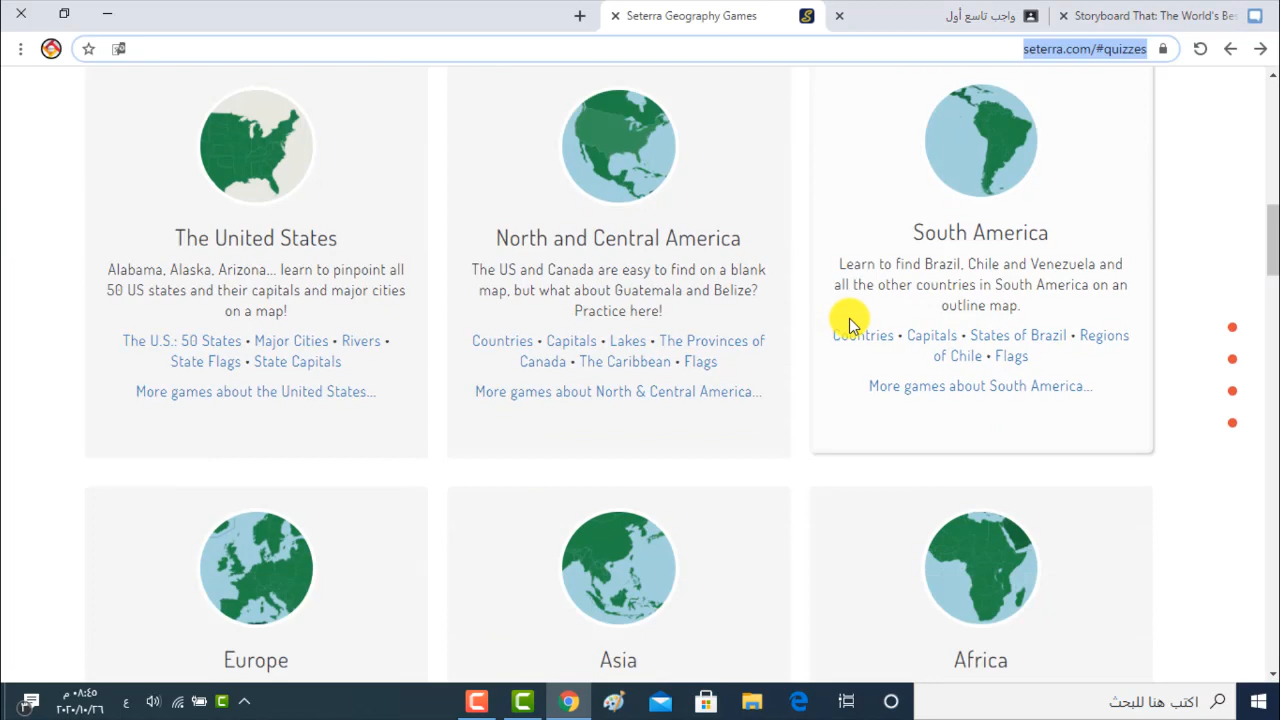 Seterra Geography Games
واجب تاسع أول
Storyboard That: The World's Be
seterra.com/#quizzes
The United States
Alabama, Alaska, Arizona... learn to pinpoint all
50 US states and their capitals and major cities
on a map!
The U.S.: 50 States • Major Cities • Rivers •
State Flags • State Capitals
More games about the United States...
North and Central America
The US and Canada are easy to find on a blank
map, but what about Guatemala and Belize?
Practice here!
Countries • Capitals • Lakes • The Provinces of
Canada • The Caribbean • Flags
More games about North & Central America...
South America
Learn to find Brazil, Chile and Venezuela and
all the other countries in South America on an
outline map.
Countries • Capitals • States of Brazil • Regions
of Chile • Flags
More games about South America...
Europe
Asia
Africa
٠٨:٤٥ م
٢٠٢٠/١٠/٢٦
ع
اكتب هنا للبحث